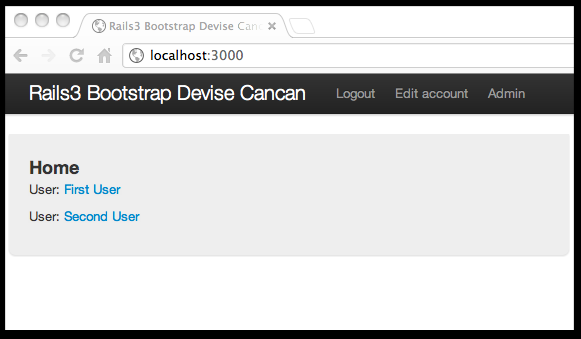 Rails3 Bootstrap Devise Canc
localhost:3000
Rails3 Bootstrap Devise Cancan Logout Edit account Admin
Home
User: First User
User: Second User